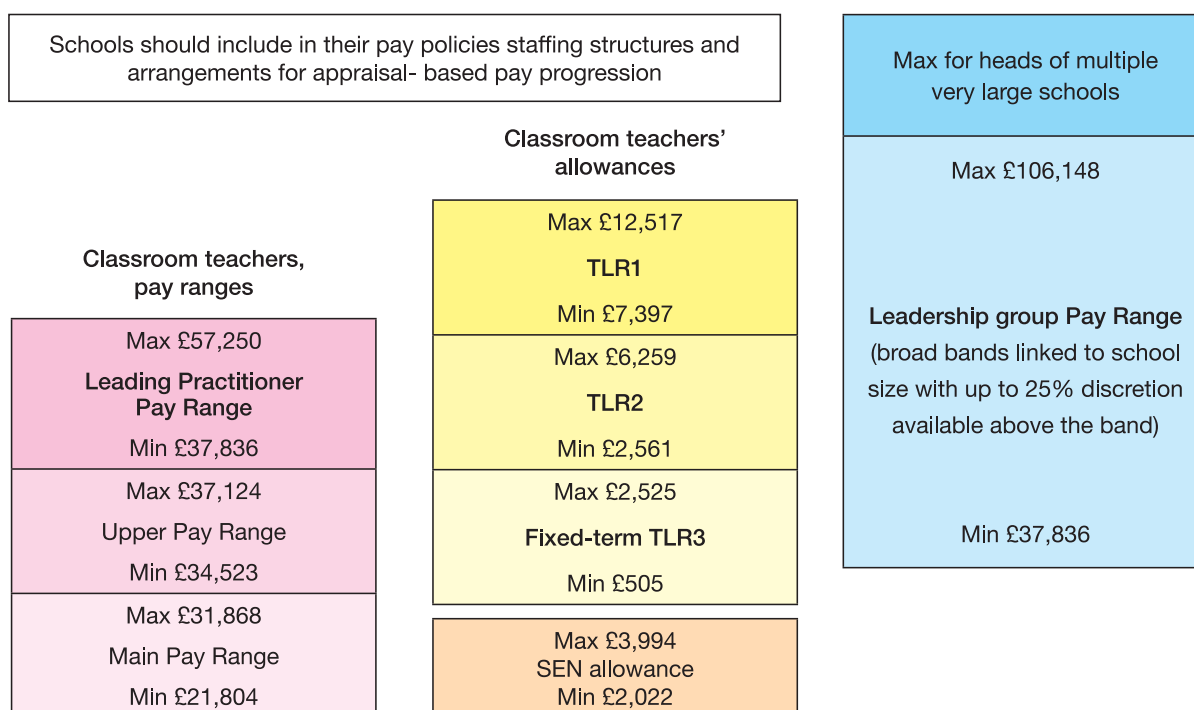 Schools should include in their pay policies staffing structures and
arrangements for appraisal- based pay progression
Classroom teachers,
pay ranges
Max £57,250
Leading Practitioner
Pay Range
Min £37,836
Max £37,124
Upper Pay Range
Min £34,523
Max £31,868
Main Pay Range
Min £21,804
Classroom teachers’
allowances
Max £12,517
TLR1
Min £7,397
Max £6,259
TLR2
Min £2,561
Max £2,525
Fixed-term TLR3
Min £505
Max £3,994
SEN allowance
Min £2,022
Max for heads of multiple
very large schools
Max £106,148
Leadership group Pay Range
(broad bands linked to school
size with up to 25% discretion
available above the band)
Min £37,836